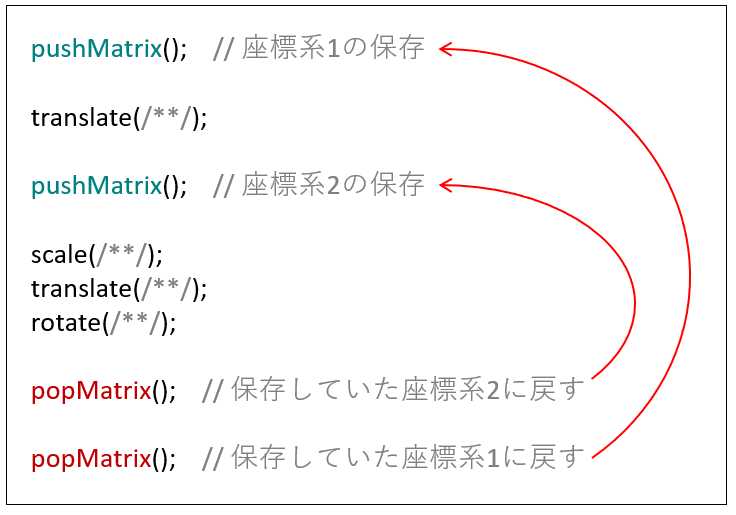 pushMatrix(); // 座標系1の保存
translate(/**/);
pushMatrix(); // 座標系2の保存
scale(/**/);
translate(/**/);
rotate(/**/);
popMatrix(); // 保存していた座標系2に戻す
popMatrix(); // 保存していた座標系1に戻す